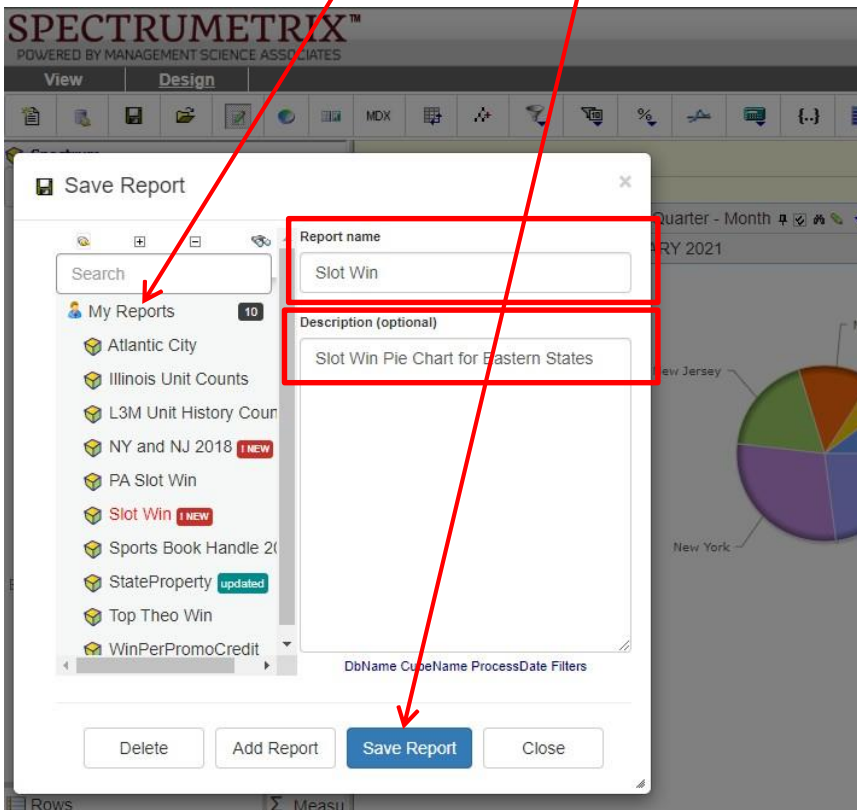 SPECTRUMETRIX™
POWERED BY MANAGEMENT SCIENCE ASSOCIATES
View Design
MDX % {..}
Save Report ×
Quarter - Month
ARY 2021
Search
My Reports 10
Atlantic City
Illinois Unit Counts
L3M Unit History Coun
NY and NJ 2018 ! NEW
PA Slot Win
Slot Win ! NEW
Sports Book Handle 20
StateProperty updated
Top Theo Win
WinPerPromoCredit
Report name
Slot Win
Description (optional)
Slot Win Pie Chart for Eastern States
DbName CubeName ProcessDate Filters
New Jersey
New York
Delete Add Report Save Report Close
Rows Σ Measu